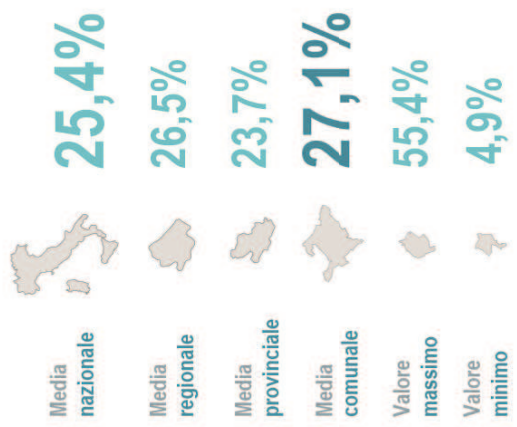 Media
nazionale
25,4%
Media
regionale
26,5%
Media
provinciale
23,7%
Media
comunale
27,1%
Valore
massimo
55,4%
Valore
minimo
4,9%